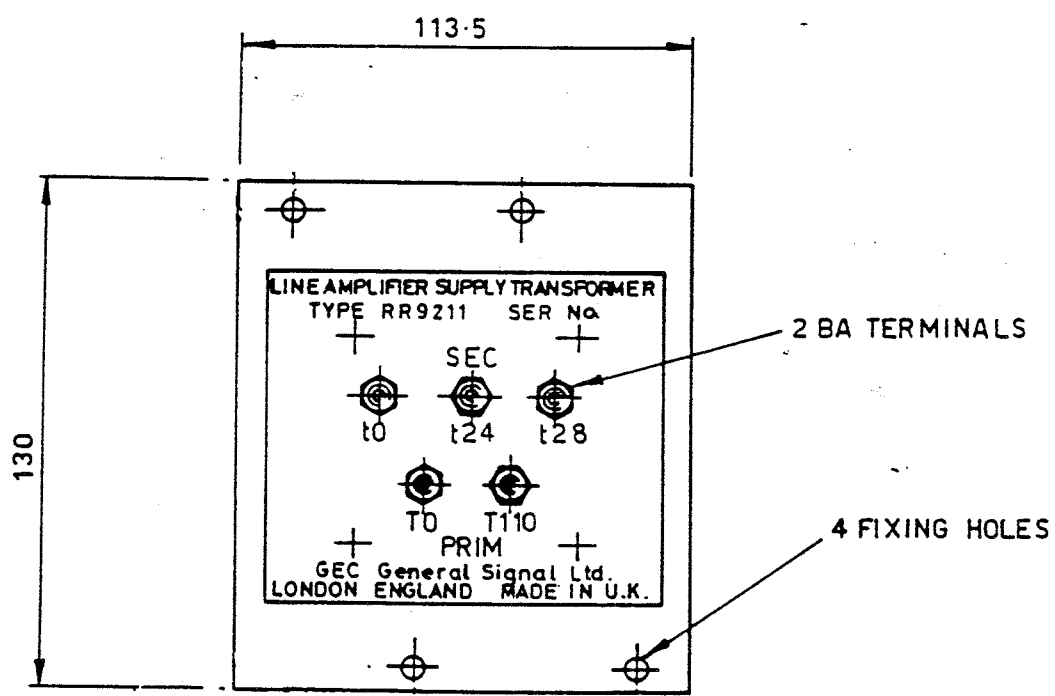 113·5
130
LINE AMPLIFIER SUPPLY TRANSFORMER
TYPE RR9211 SER No.
SEC
2 BA TERMINALS
t0 t24 t28
T0 T110
PRIM
4 FIXING HOLES
GEC General Signal Ltd.
LONDON ENGLAND MADE IN U.K.